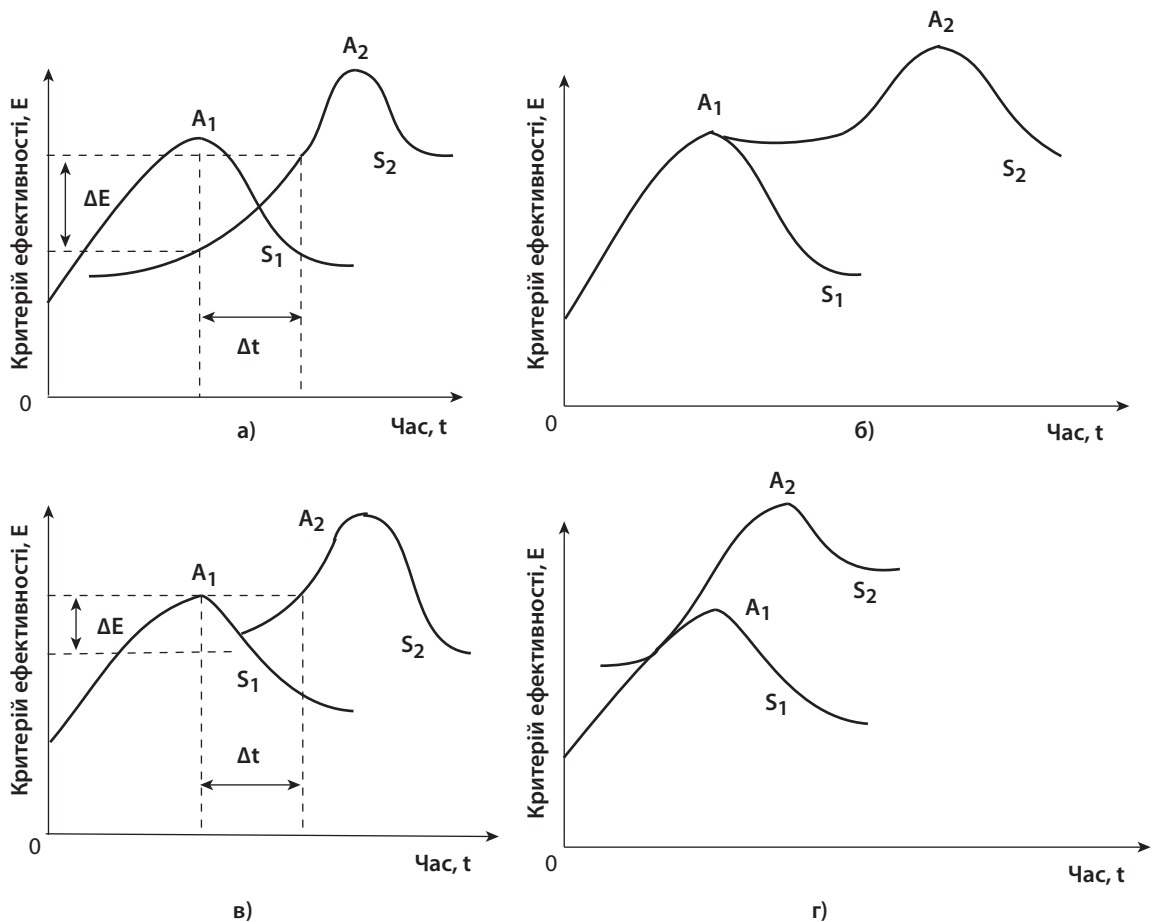 Критерій ефективності, E
A1
A2
S1
S2
ΔE
Δt
0
Час, t
а)
Критерій ефективності, E
A1
A2
S1
S2
0
Час, t
б)
Критерій ефективності, E
A1
A2
S1
S2
ΔE
Δt
0
Час, t
в)
Критерій ефективності, E
A2
A1
S2
S1
0
Час, t
г)